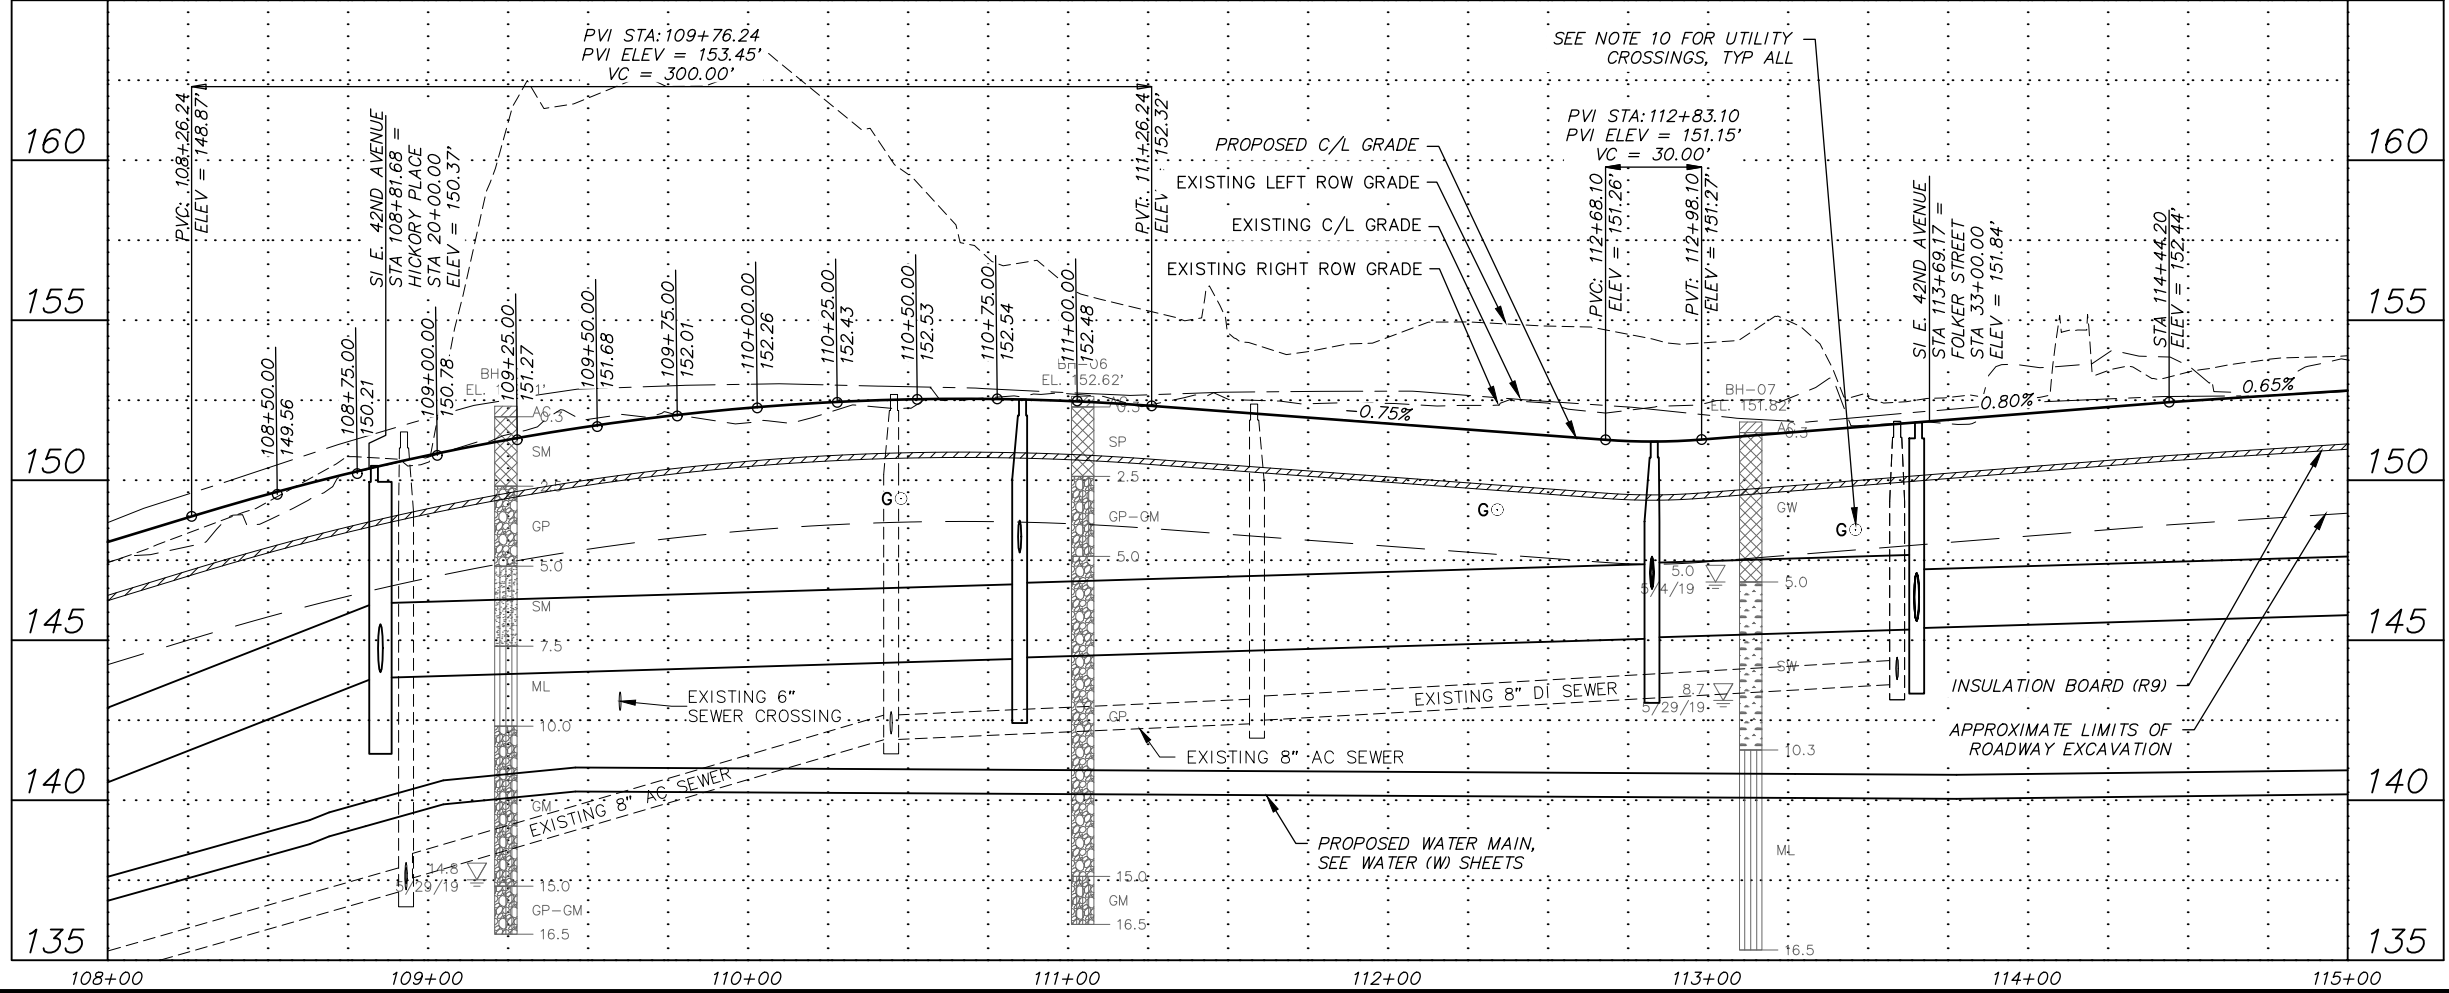 PVI STA:109+76.24
PVI ELEV = 153.45'
VC = 300.00'
SEE NOTE 10 FOR UTILITY
CROSSINGS, TYP ALL
PVC: 108+26.24
ELEV = 148.87'
SI E. 42ND AVENUE
STA 108+81.68 =
HICKORY PLACE
STA 20+00.00
ELEV = 150.37'
PVT: 111+26.24
ELEV = 152.32'
PVI STA:112+83.10
PVI ELEV = 151.15'
VC = 30.00'
PROPOSED C/L GRADE
EXISTING LEFT ROW GRADE
EXISTING C/L GRADE
EXISTING RIGHT ROW GRADE
PVC: 112+68.10
ELEV = 151.26'
PVT: 112+98.10
ELEV = 151.27'
SI E. 42ND AVENUE
STA 113+69.17 =
FOLKER STREET
STA 33+00.00
ELEV = 151.84'
STA 114+44.20
ELEV = 152.44'
160
160
155
155
150
150
145
145
140
140
135
135
108+50.00
149.56
108+75.00
150.21
109+00.00
150.78
109+25.00
151.27
109+50.00
151.68
109+75.00
152.01
110+00.00
152.26
110+25.00
152.43
110+50.00
152.53
110+75.00
152.54
111+00.00
152.48
-0.75%
0.80%
0.65%
BH
EL.
AC
0.3
SM
2.5
GP
5.0
SM
7.5
ML
10.0
GM
15.0
GP-GM
16.5
14.8
5/29/19
BH-06
EL. 152.62'
0.3
SP
2.5
GP-GM
5.0
GP
15.0
GM
16.5
BH-07
EL. 151.82'
0.3
GW
5.0
SW
10.3
ML
16.5
5.0
5/4/19
8.7
5/29/19
G
G
G
EXISTING 6"
SEWER CROSSING
EXISTING 8" AC SEWER
EXISTING 8" DI SEWER
EXISTING 8" AC SEWER
PROPOSED WATER MAIN,
SEE WATER (W) SHEETS
INSULATION BOARD (R9)
APPROXIMATE LIMITS OF
ROADWAY EXCAVATION
108+00
109+00
110+00
111+00
112+00
113+00
114+00
115+00